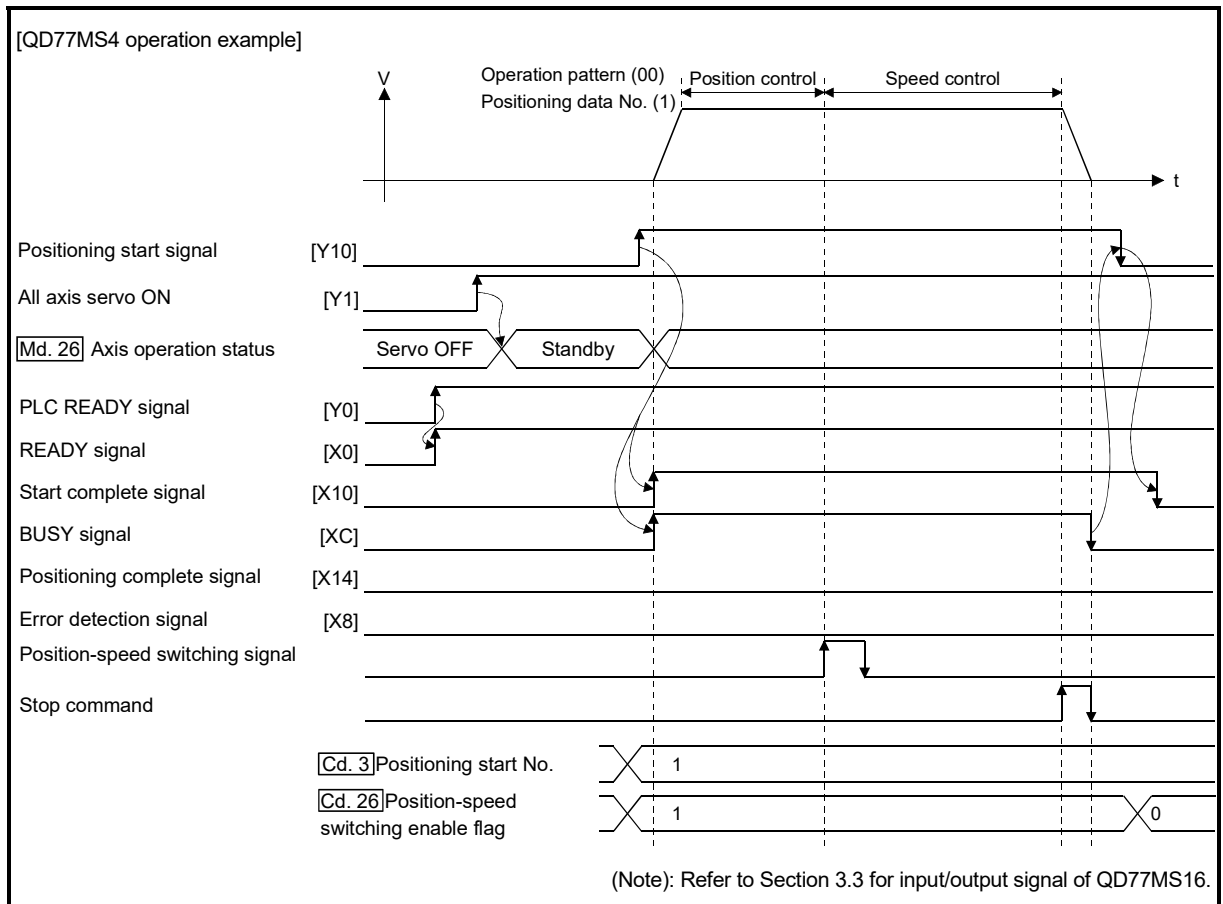 [QD77MS4 operation example]
V
Operation pattern (00)
Position control
Speed control
Positioning data No. (1)
t
Positioning start signal [Y10]
All axis servo ON [Y1]
Md. 26 Axis operation status
Servo OFF
Standby
PLC READY signal [Y0]
READY signal [X0]
Start complete signal [X10]
BUSY signal [XC]
Positioning complete signal [X14]
Error detection signal [X8]
Position-speed switching signal
Stop command
Cd. 3 Positioning start No.
1
Cd. 26 Position-speed
switching enable flag
1
0
(Note): Refer to Section 3.3 for input/output signal of QD77MS16.